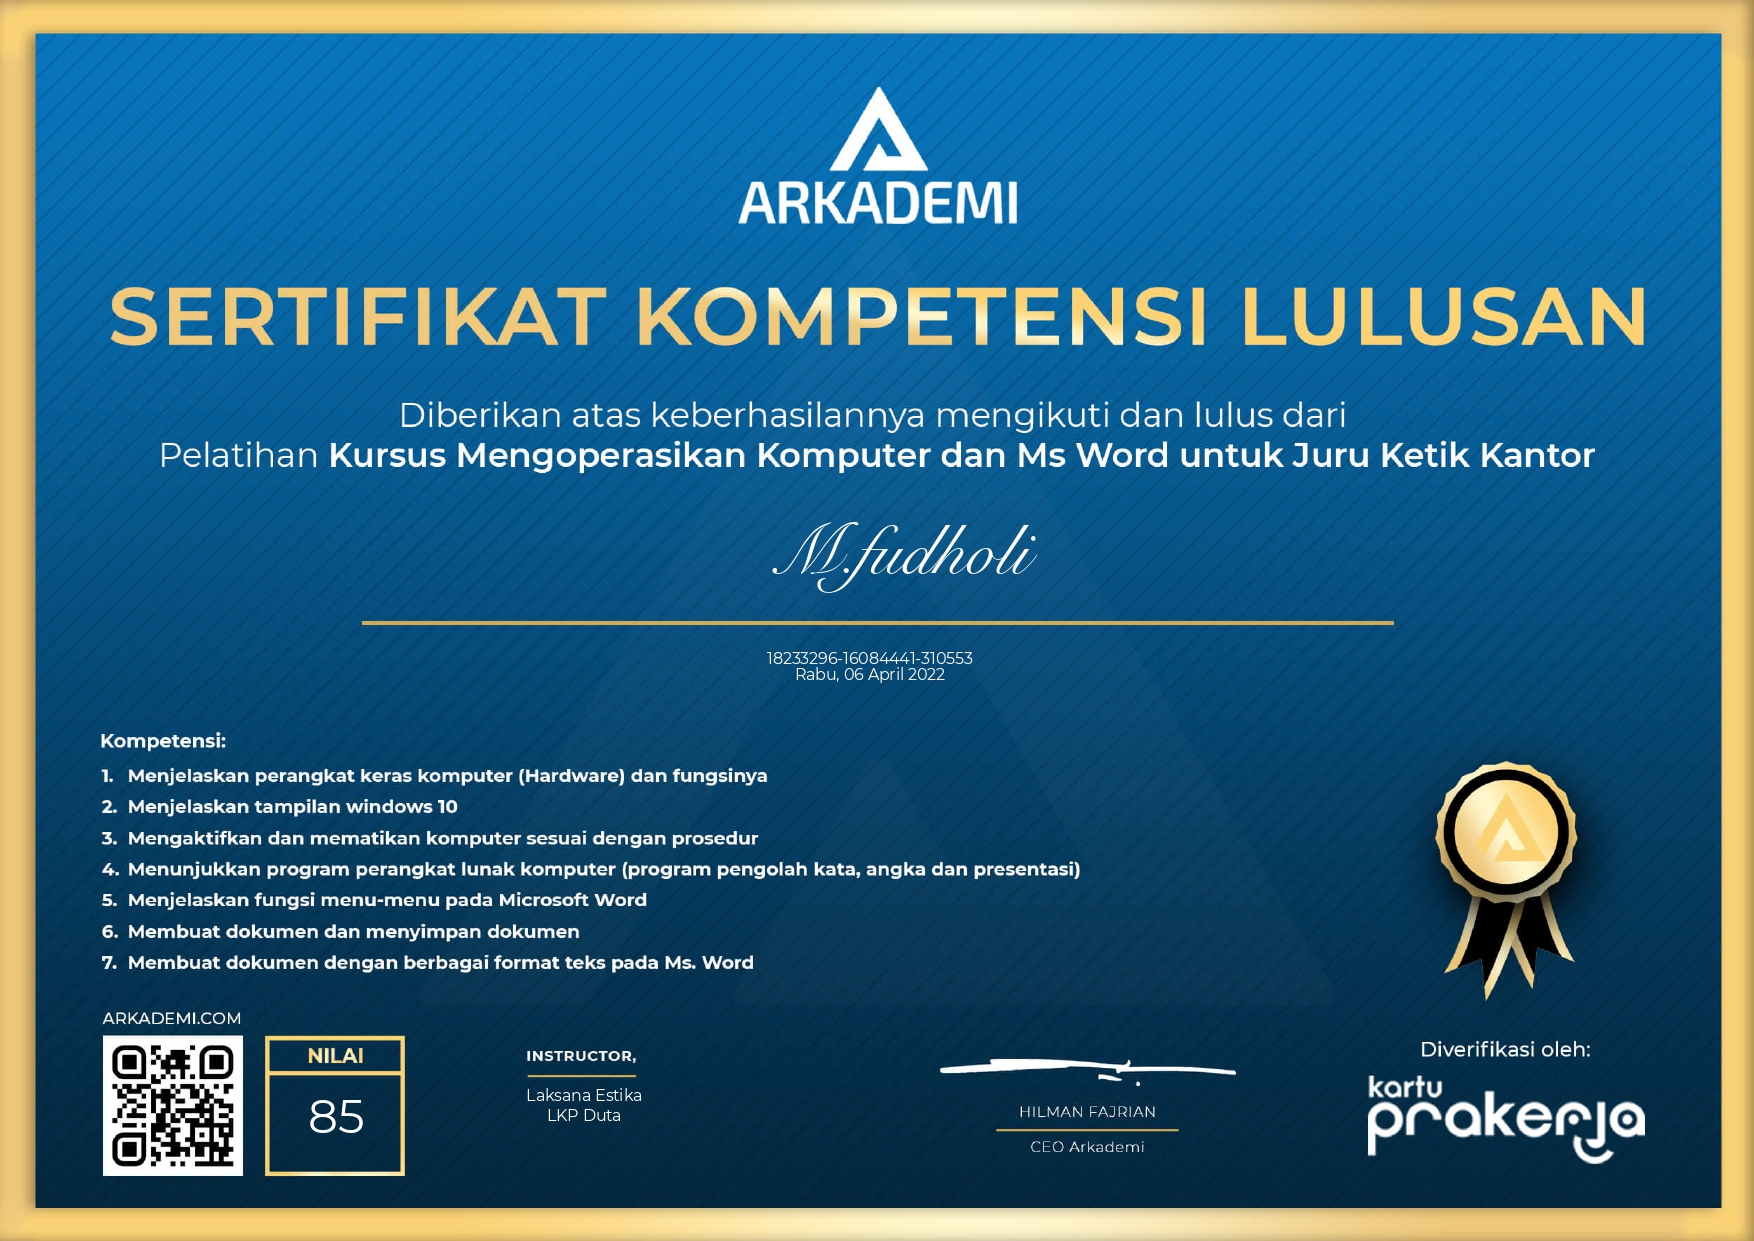 ARKADEMI
SERTIFIKAT KOMPETENSI LULUSAN
Diberikan atas keberhasilannya mengikuti dan lulus dari
Pelatihan Kursus Mengoperasikan Komputer dan Ms Word untuk Juru Ketik Kantor
M.fudholi
18233296-16084441-310553
Rabu, 06 April 2022
Kompetensi:
1. Menjelaskan perangkat keras komputer (Hardware) dan fungsinya
2. Menjelaskan tampilan windows 10
3. Mengaktifkan dan mematikan komputer sesuai dengan prosedur
4. Menunjukkan program perangkat lunak komputer (program pengolah kata, angka dan presentasi)
5. Menjelaskan fungsi menu-menu pada Microsoft Word
6. Membuat dokumen dan menyimpan dokumen
7. Membuat dokumen dengan berbagai format teks pada Ms. Word
ARKADEMI.COM
NILAI
85
INSTRUCTOR,
Laksana Estika
LKP Duta
HILMAN FAJRIAN
CEO Arkademi
Diverifikasi oleh:
kartu
prakerja